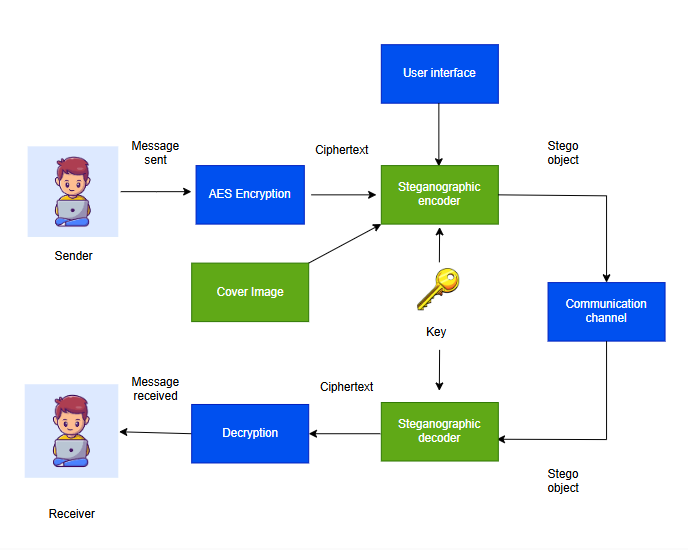 User interface
Message
sent
Ciphertext
Stego
object
AES Encryption
Steganographic
encoder
Sender
Cover Image
Communication
channel
Key
Message
received
Ciphertext
Decryption
Steganographic
decoder
Stego
object
Receiver